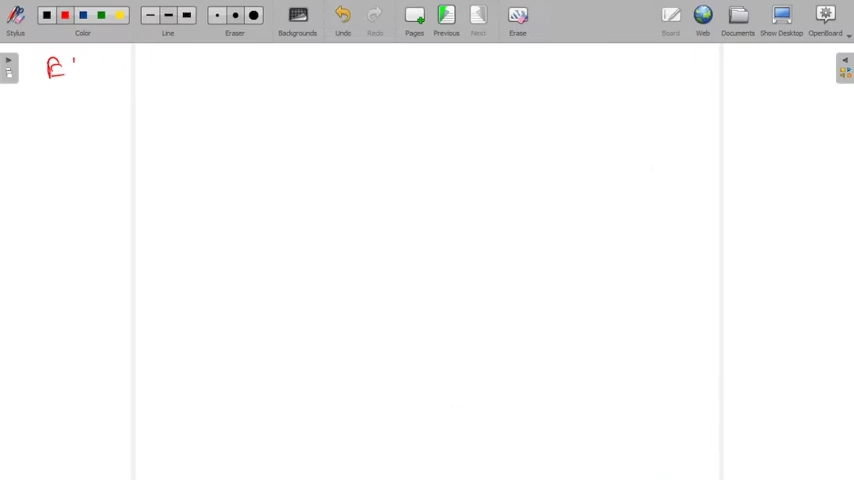 Stylus
Color
Line
Eraser
Backgrounds
Undo
Redo
Pages
Previous
Next
Erase
Board
Web
Documents
Show Desktop
OpenBoard